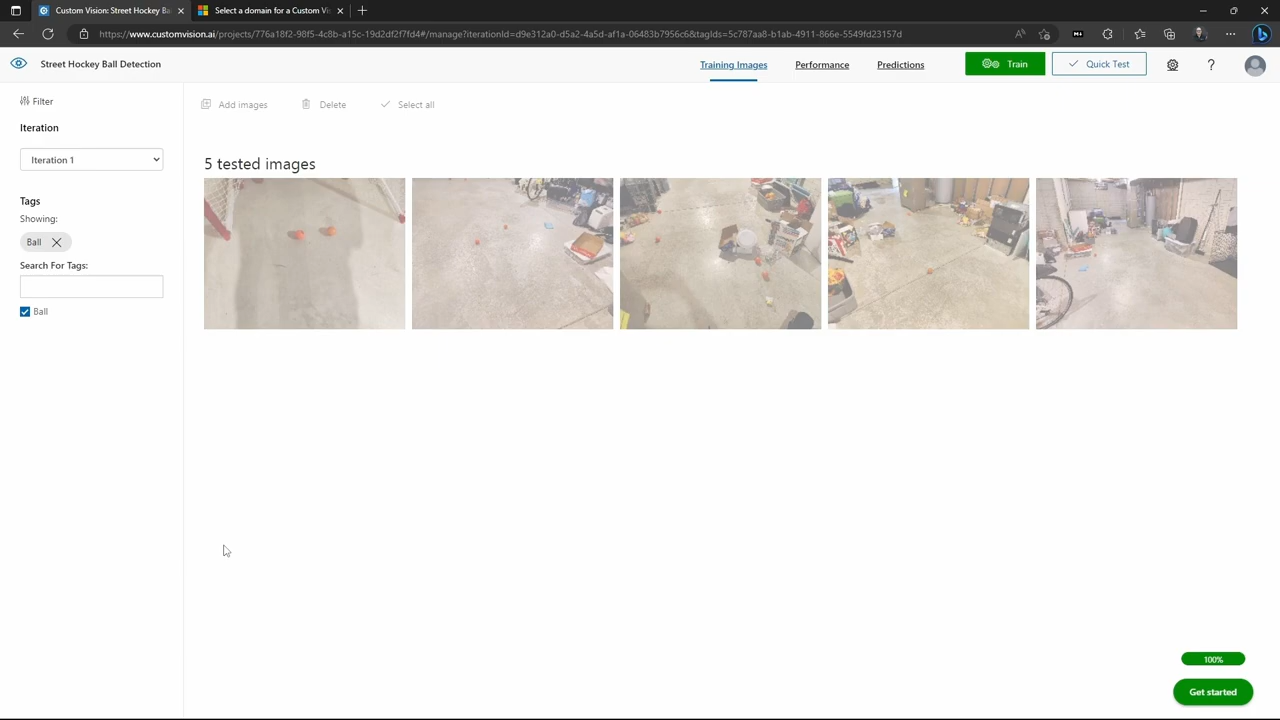 Custom Vision: Street Hockey Ba
Select a domain for a Custom Vi
https://www.customvision.ai/projects/776a18f2-98f5-4c8b-a15c-19d2df2f7fd4#/manage?iterationId=d9e312a0-d5a2-4a5d-af1a-06483b7956c6&tagIds=5c787aa8-b1ab-4911-866e-5549fd23157d
Street Hockey Ball Detection
Training Images
Performance
Predictions
Train
Quick Test
?
Filter
Add images
Delete
Select all
Iteration
Iteration 1
5 tested images
Tags
Showing:
Ball
Search For Tags:
Ball
100%
Get started